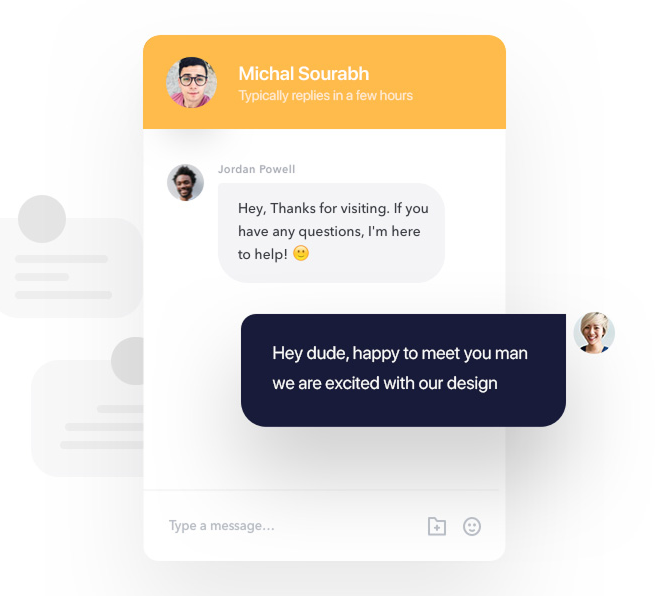 Michal Sourabh
Typically replies in a few hours
Jordan Powell
Hey, Thanks for visiting. If you
have any questions, I'm here
to help! 🙂
Hey dude, happy to meet you man
we are excited with our design
Type a message...